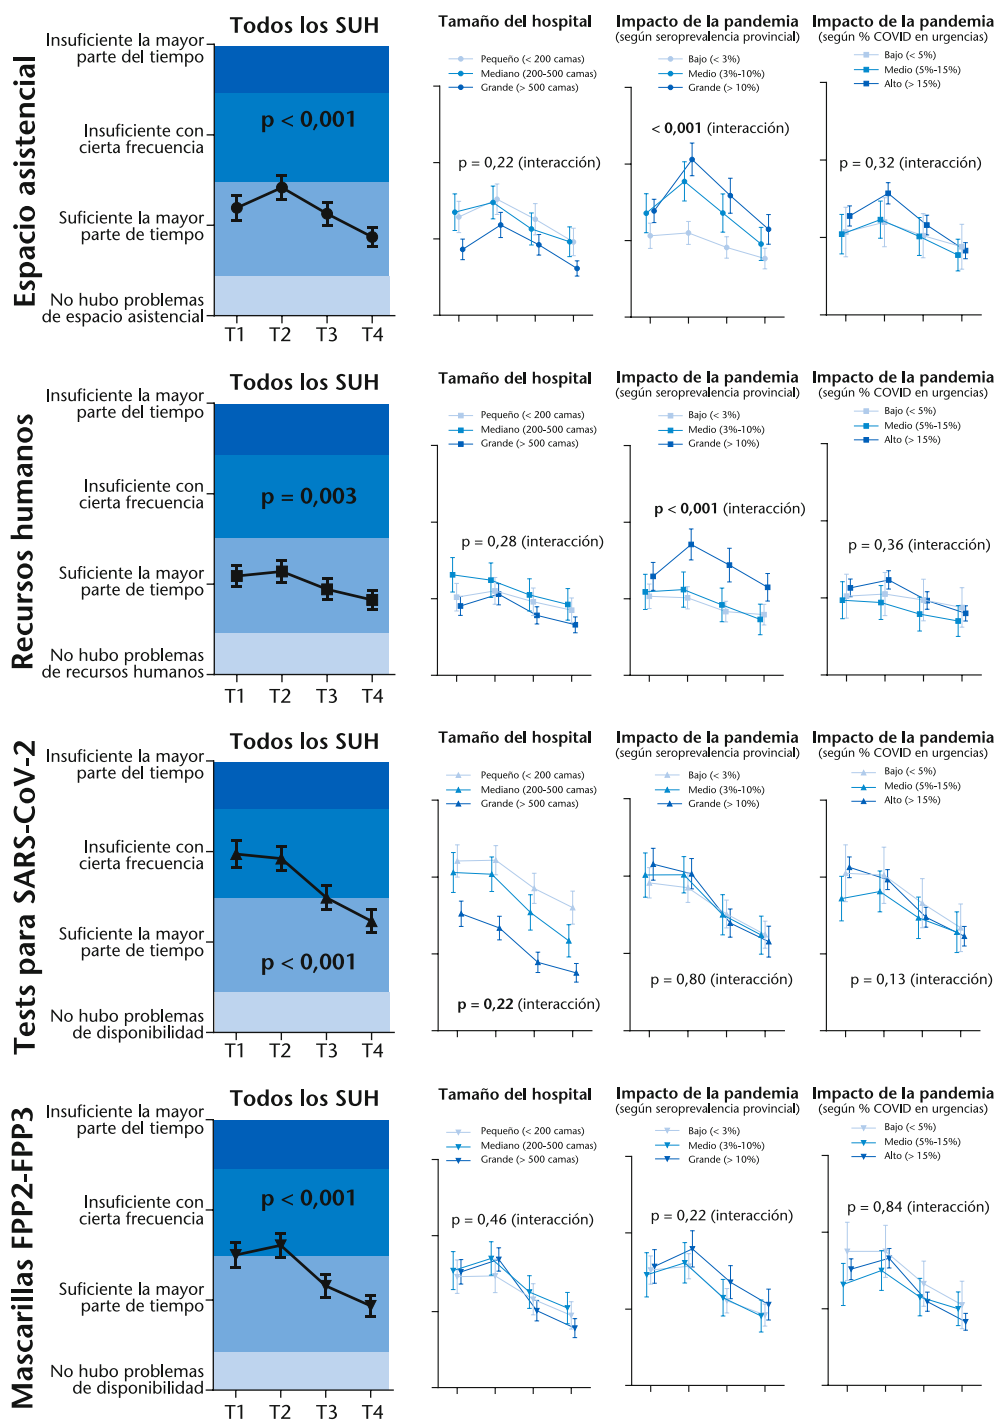 Espacio asistencial
Todos los SUH
Insuficiente la mayor
parte del tiempo
Insuficiente con
cierta frecuencia
Suficiente la mayor
parte de tiempo
No hubo problemas
de espacio asistencial
p < 0,001
T1 T2 T3 T4
Tamaño del hospital
Pequeño (< 200 camas)
Mediano (200-500 camas)
Grande (> 500 camas)
p = 0,22 (interacción)
Impacto de la pandemia
(según seroprevalencia provincial)
Bajo (< 3%)
Medio (3%-10%)
Grande (> 10%)
< 0,001 (interacción)
Impacto de la pandemia
(según % COVID en urgencias)
Bajo (< 5%)
Medio (5%-15%)
Alto (> 15%)
p = 0,32 (interacción)
Recursos humanos
Todos los SUH
Insuficiente la mayor
parte del tiempo
Insuficiente con
cierta frecuencia
Suficiente la mayor
parte de tiempo
No hubo problemas
de recursos humanos
p = 0,003
T1 T2 T3 T4
Tamaño del hospital
Pequeño (< 200 camas)
Mediano (200-500 camas)
Grande (> 500 camas)
p = 0,28 (interacción)
Impacto de la pandemia
(según seroprevalencia provincial)
Bajo (< 3%)
Medio (3%-10%)
Grande (> 10%)
p < 0,001 (interacción)
Impacto de la pandemia
(según % COVID en urgencias)
Bajo (< 5%)
Medio (5%-15%)
Alto (> 15%)
p = 0,36 (interacción)
Tests para SARS-CoV-2
Todos los SUH
Insuficiente la mayor
parte del tiempo
Insuficiente con
cierta frecuencia
Suficiente la mayor
parte de tiempo
No hubo problemas
de disponibilidad
p < 0,001
T1 T2 T3 T4
Tamaño del hospital
Pequeño (< 200 camas)
Mediano (200-500 camas)
Grande (> 500 camas)
p = 0,22 (interacción)
Impacto de la pandemia
(según seroprevalencia provincial)
Bajo (< 3%)
Medio (3%-10%)
Grande (> 10%)
p = 0,80 (interacción)
Impacto de la pandemia
(según % COVID en urgencias)
Bajo (< 5%)
Medio (5%-15%)
Alto (> 15%)
p = 0,13 (interacción)
Mascarillas FPP2-FPP3
Todos los SUH
Insuficiente la mayor
parte del tiempo
Insuficiente con
cierta frecuencia
Suficiente la mayor
parte de tiempo
No hubo problemas
de disponibilidad
p < 0,001
T1 T2 T3 T4
Tamaño del hospital
Pequeño (< 200 camas)
Mediano (200-500 camas)
Grande (> 500 camas)
p = 0,46 (interacción)
Impacto de la pandemia
(según seroprevalencia provincial)
Bajo (< 3%)
Medio (3%-10%)
Grande (> 10%)
p = 0,22 (interacción)
Impacto de la pandemia
(según % COVID en urgencias)
Bajo (< 5%)
Medio (5%-15%)
Alto (> 15%)
p = 0,84 (interacción)